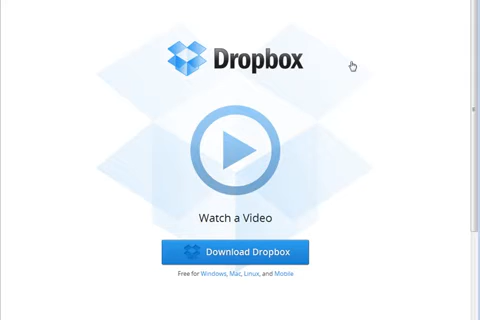 Dropbox
Watch a Video
Download Dropbox
Free for Windows, Mac, Linux, and Mobile